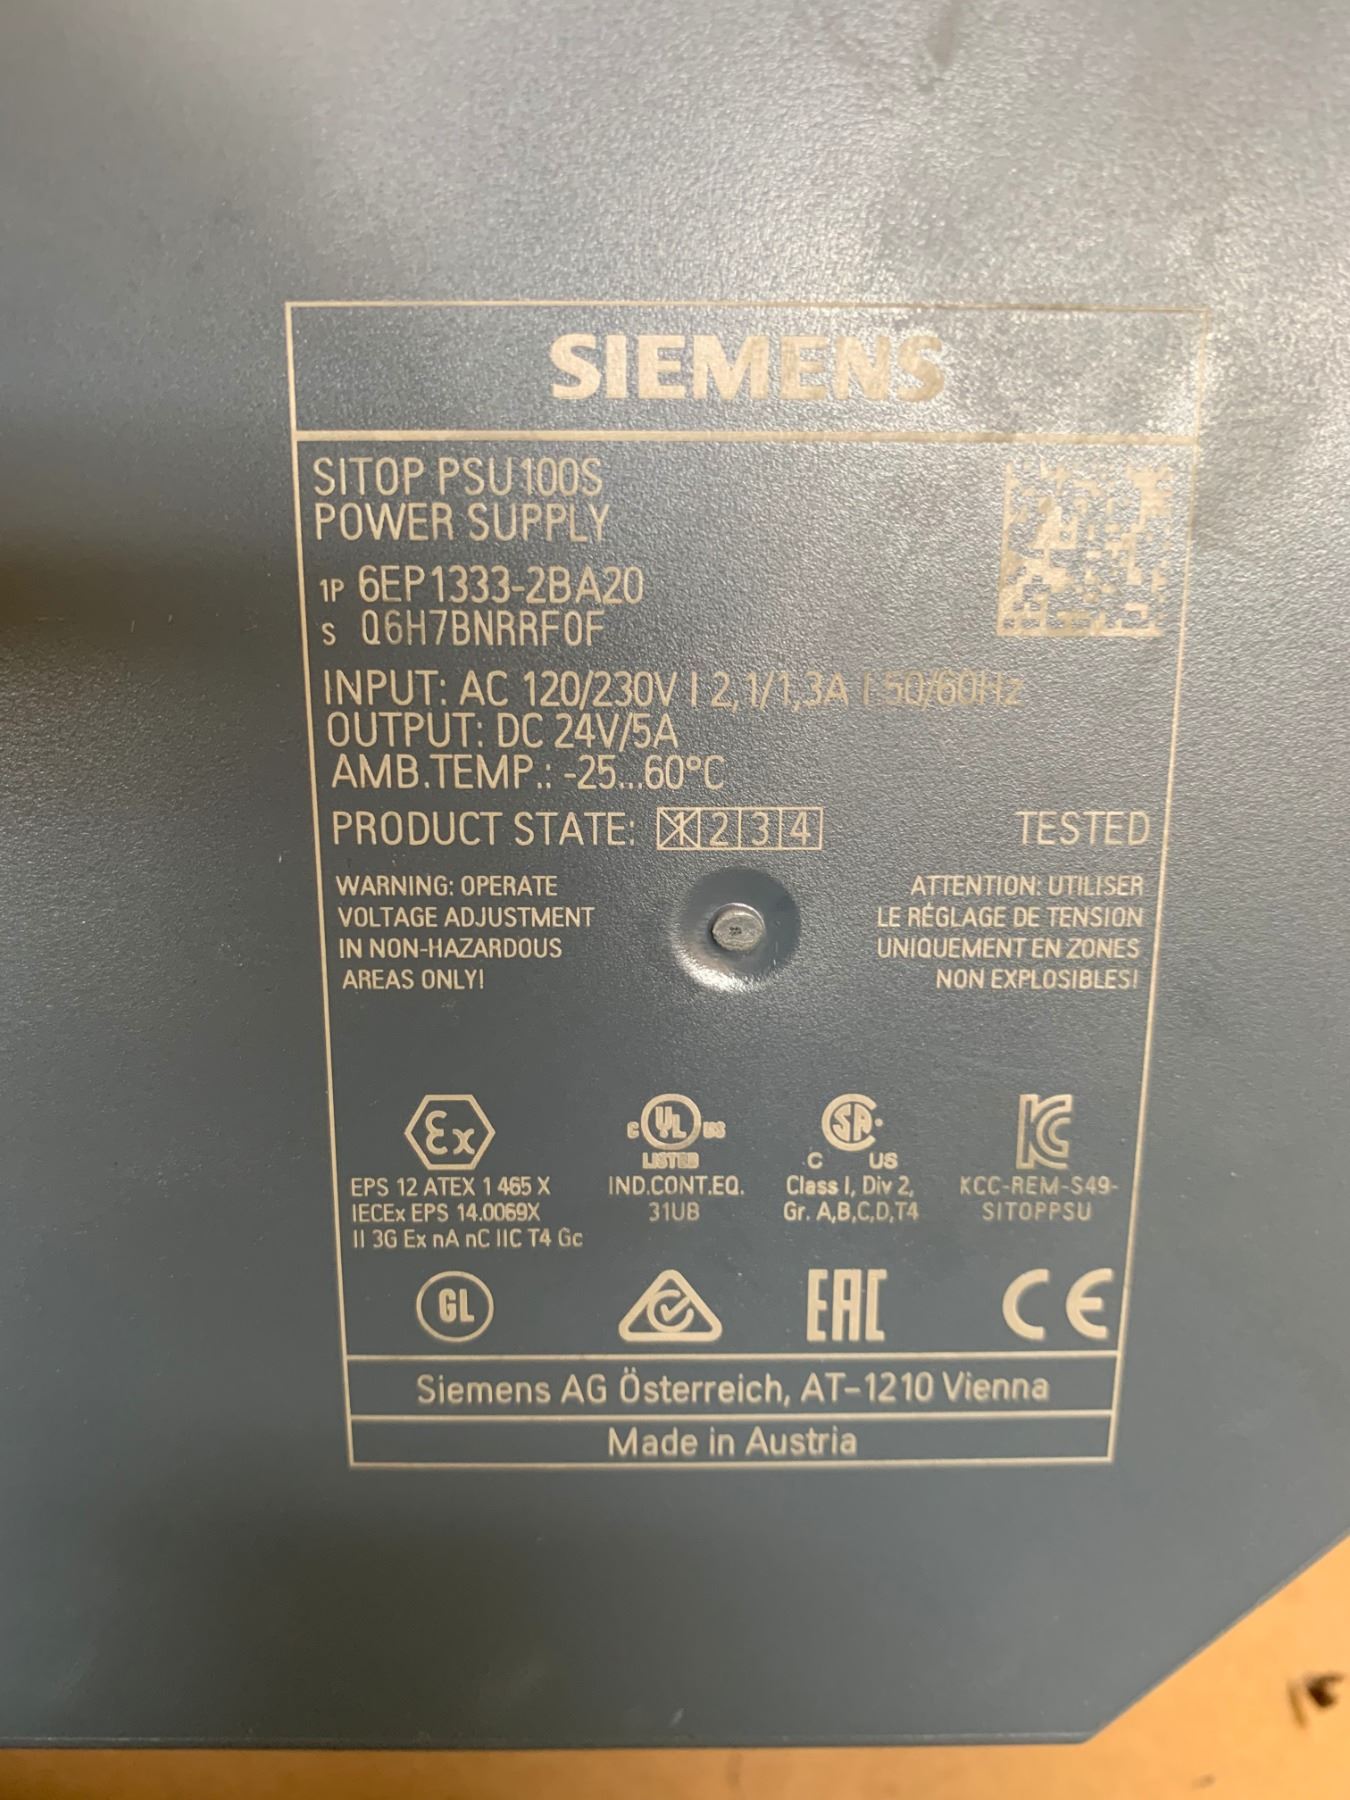 SIEMENS
SITOP PSU100S
POWER SUPPLY
1P 6EP1333-2BA20
S Q6H7BNRRF0F
INPUT: AC 120/230V | 2,1/1,3A | 50/60Hz
OUTPUT: DC 24V/5A
AMB.TEMP.: -25...60°C
PRODUCT STATE: 1 2 3 4 TESTED
WARNING: OPERATE
VOLTAGE ADJUSTMENT
IN NON-HAZARDOUS
AREAS ONLY!
ATTENTION: UTILISER
LE RÉGLAGE DE TENSION
UNIQUEMENT EN ZONES
NON EXPLOSIBLES!
Ex
EPS 12 ATEX 1 465 X
IECEx EPS 14.0069X
II 3G Ex nA nC IIC T4 Gc
C UL US
LISTED
IND.CONT.EQ.
31UB
SA
C US
Class I, Div 2,
Gr. A,B,C,D,T4
KC
KCC-REM-S49-
SITOPPSU
GL
EAC
CE
Siemens AG Österreich, AT-1210 Vienna
Made in Austria